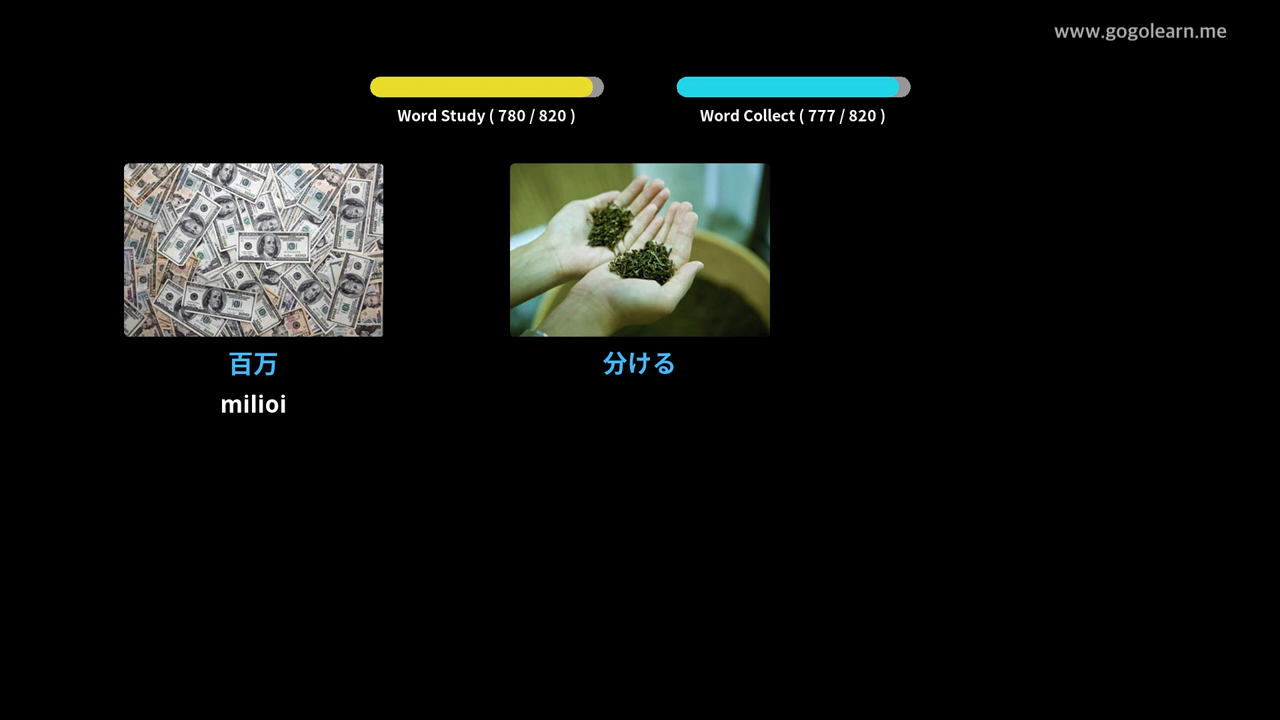 www.gogolearn.me
Word Study ( 780 / 820 )
Word Collect ( 777 / 820 )
百万
分ける
milioi